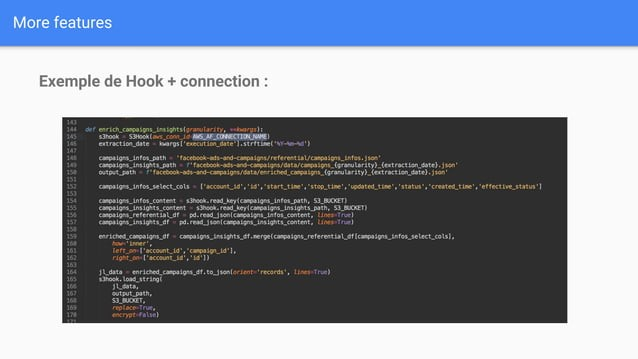 More features
Exemple de Hook + connection :
143
144 def enrich_campaigns_insights(granularity, **kwargs):
145 s3hook = S3Hook(aws_conn_id=AWS_AF_CONNECTION_NAME)
146 extraction_date = kwargs['execution_date'].strftime('%Y-%m-%d')
147
148 campaigns_infos_path = 'facebook-ads-and-campaigns/referential/campaigns_infos.json'
149 campaigns_insights_path = f'facebook-ads-and-campaigns/data/campaigns_{granularity}_{extraction_date}.json'
150 output_path = f'facebook-ads-and-campaigns/data/enriched_campaigns_{granularity}_{extraction_date}.json'
151
152 campaigns_infos_select_cols = ['account_id','id','start_time','stop_time','updated_time','status','created_time','effective_status']
153
154 campaigns_infos_content = s3hook.read_key(campaigns_infos_path, S3_BUCKET)
155 campaigns_insights_content = s3hook.read_key(campaigns_insights_path, S3_BUCKET)
156 campaigns_referential_df = pd.read_json(campaigns_infos_content, lines=True)
157 campaigns_insights_df = pd.read_json(campaigns_insights_content, lines=True)
158
159 enriched_campaigns_df = campaigns_insights_df.merge(campaigns_referential_df[campaigns_infos_select_cols],
160 how='inner',
161 left_on=['account_id','campaign_id'],
162 right_on=['account_id','id'])
163
164 jl_data = enriched_campaigns_df.to_json(orient='records', lines=True)
165 s3hook.load_string(
166 jl_data,
167 output_path,
168 S3_BUCKET,
169 replace=True,
170 encrypt=False)
171